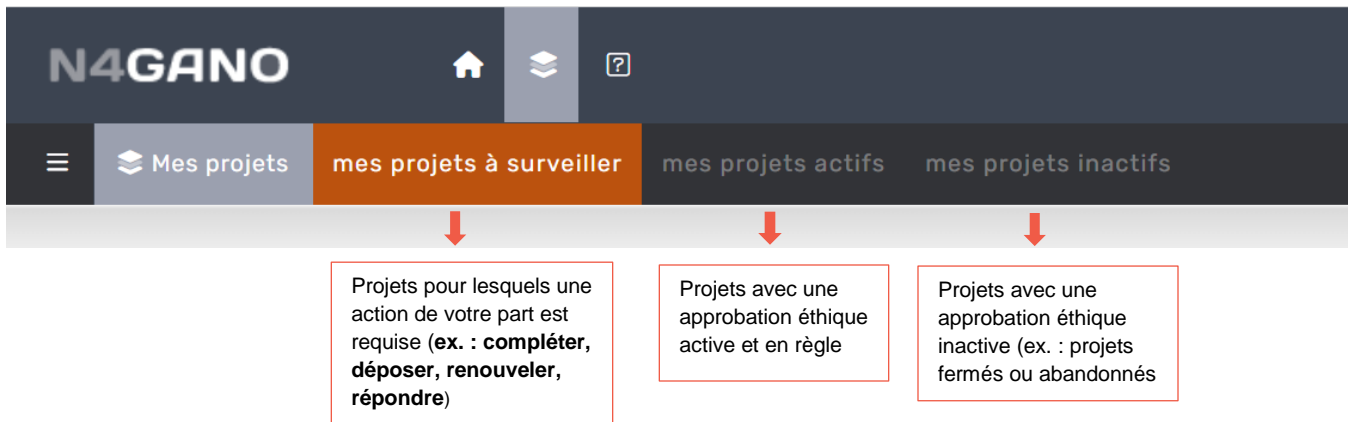 N4GANO
?
Mes projets mes projets à surveiller mes projets actifs mes projets inactifs
Projets pour lesquels une
action de votre part est
requise (ex. : compléter,
déposer, renouveler,
répondre)
Projets avec une
approbation éthique
active et en règle
Projets avec une
approbation éthique
inactive (ex. : projets
fermés ou abandonnés